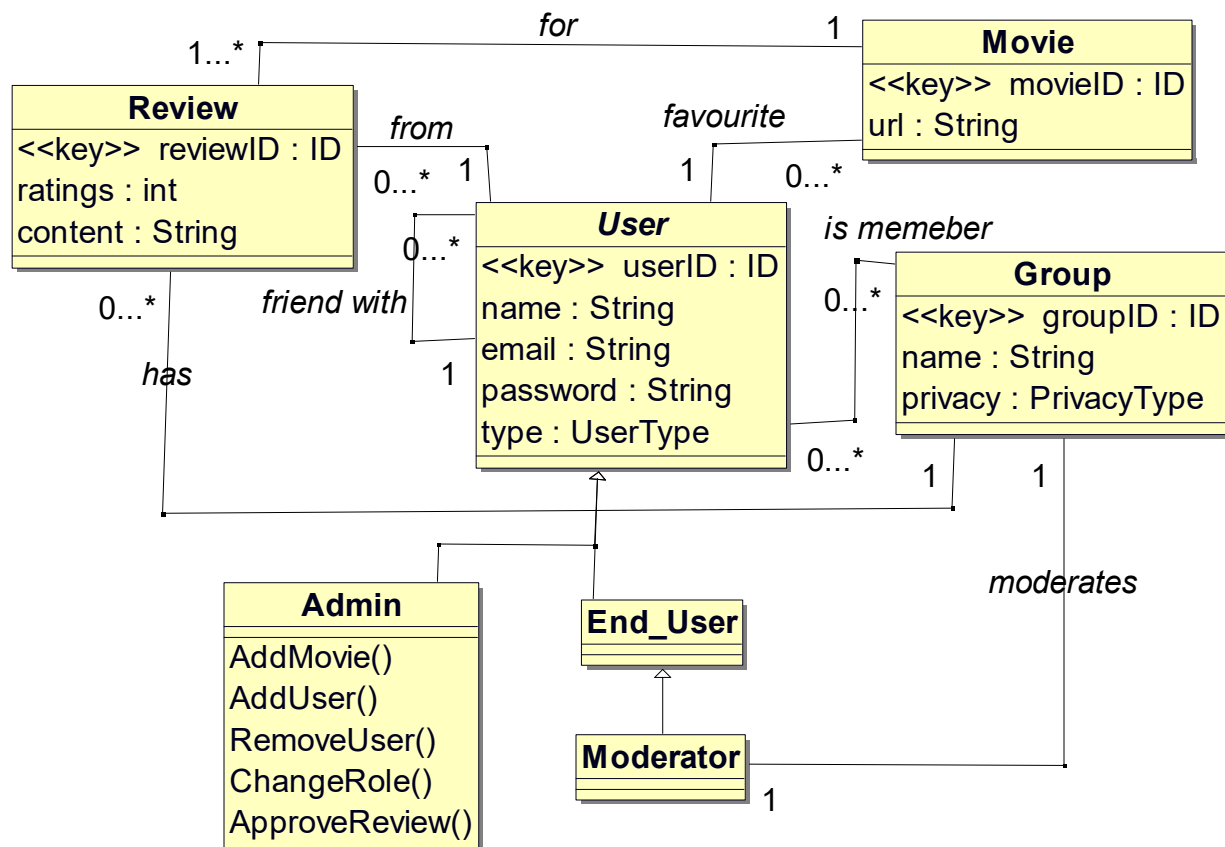 for
1
1...*
Movie
<<key>> movieID : ID
url : String
Review
<<key>> reviewID : ID
ratings : int
content : String
from
1
0...*
favourite
1
0...*
User
<<key>> userID : ID
name : String
email : String
password : String
type : UserType
0...*
friend with
1
is memeber
0...*
0...*
Group
<<key>> groupID : ID
name : String
privacy : PrivacyType
0...*
has
1
1
moderates
Admin
AddMovie()
AddUser()
RemoveUser()
ChangeRole()
ApproveReview()
End_User
Moderator
1